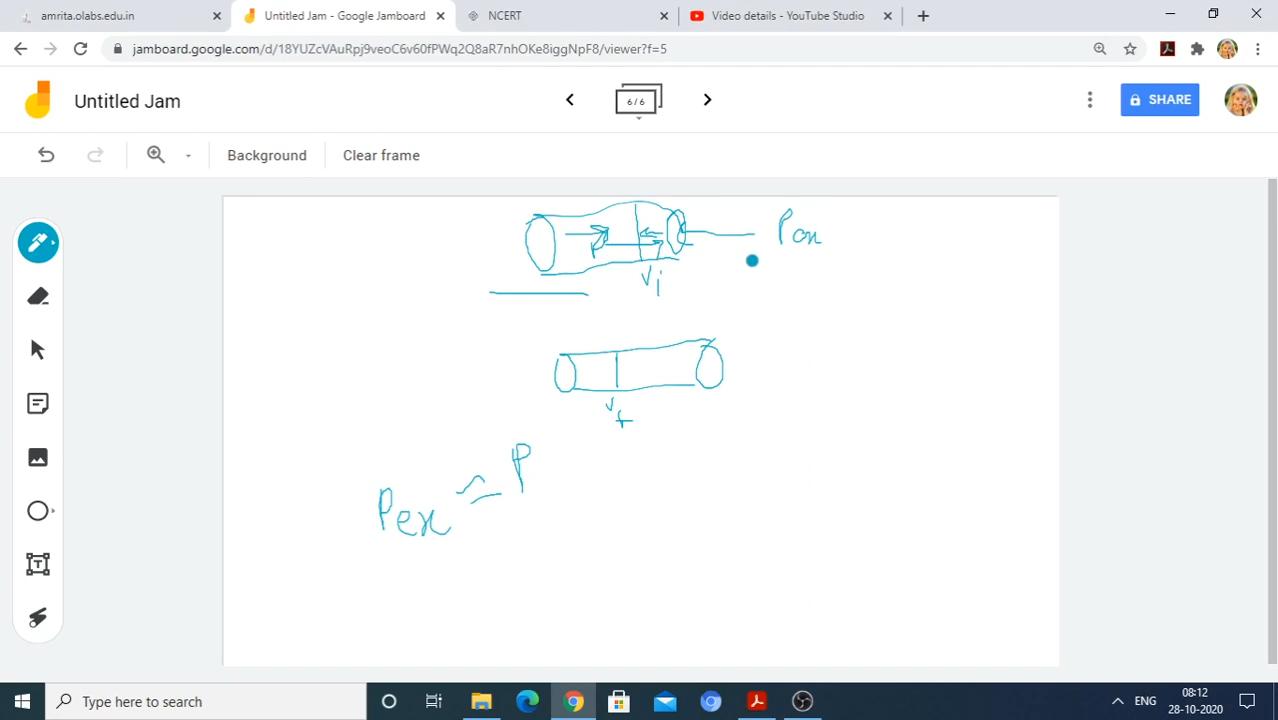 amrita.olabs.edu.in
Untitled Jam - Google Jamboard
NCERT
Video details - YouTube Studio
jamboard.google.com/d/18YUZcVAuRpj9veoC6v60fPWq2Q8aR7nhOKe8iggNpF8/viewer?f=5
Untitled Jam
6/6
SHARE
Background
Clear frame
P
Pex
Vi
Vf
Pex ≃ P
Type here to search
ENG
08:12
28-10-2020